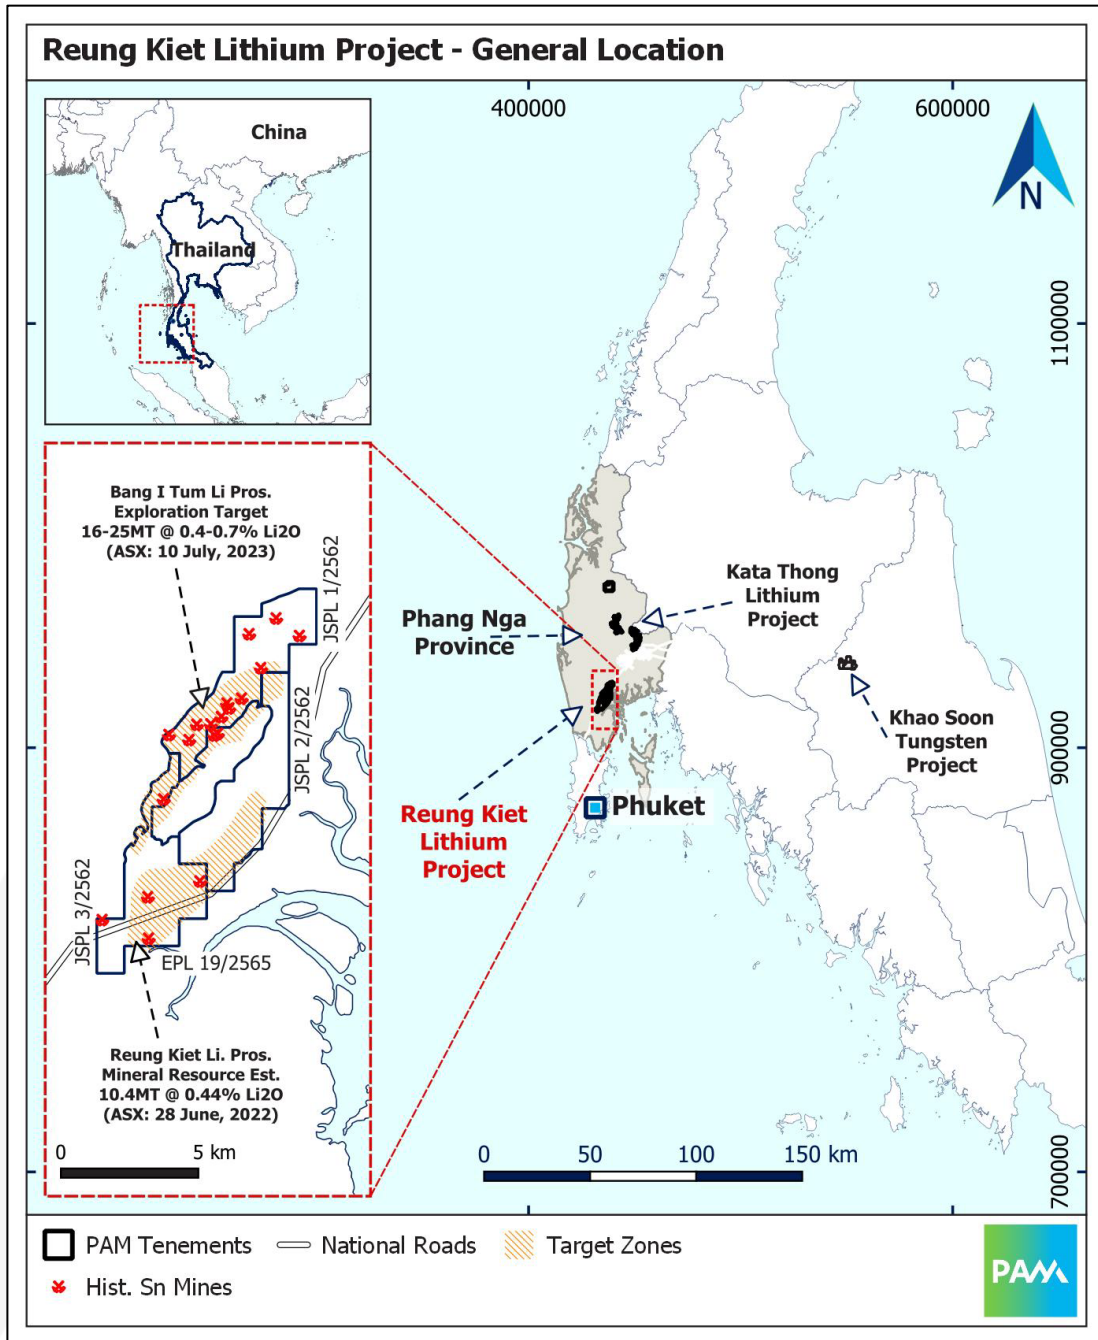 Reung Kiet Lithium Project - General Location
400000
600000
China
Thailand
N
1100000
Bang I Tum Li Pros.
Exploration Target
16-25MT @ 0.4-0.7% Li2O
(ASX: 10 July, 2023)
JSPL 1/2562
JSPL 2/2562
JSPL 3/2562
EPL 19/2565
Reung Kiet Li. Pros.
Mineral Resource Est.
10.4MT @ 0.44% Li2O
(ASX: 28 June, 2022)
0
5 km
Phang Nga
Province
Kata Thong
Lithium
Project
Khao Soon
Tungsten
Project
900000
Reung Kiet
Lithium
Project
Phuket
0
50
100
150 km
700000
PAM Tenements
National Roads
Target Zones
Hist. Sn Mines
PAM